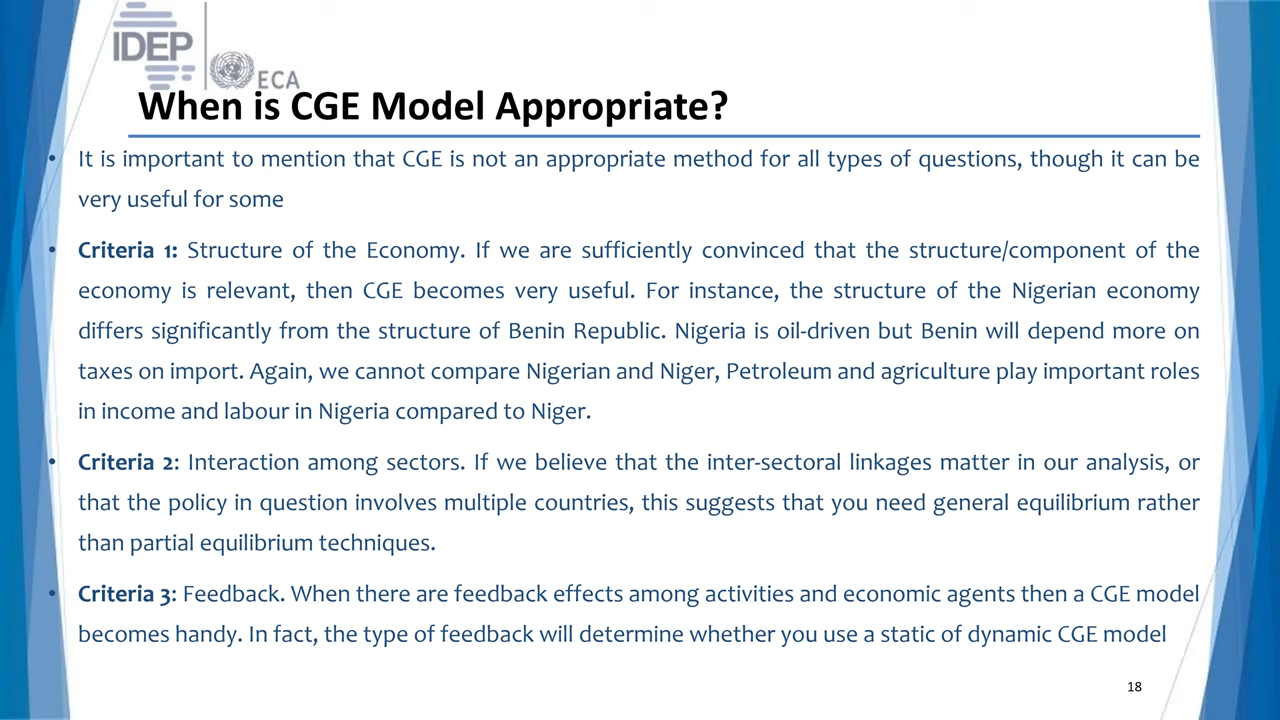 IDEP
ECA
When is CGE Model Appropriate?
• It is important to mention that CGE is not an appropriate method for all types of questions, though it can be
very useful for some
• Criteria 1: Structure of the Economy. If we are sufficiently convinced that the structure/component of the
economy is relevant, then CGE becomes very useful. For instance, the structure of the Nigerian economy
differs significantly from the structure of Benin Republic. Nigeria is oil-driven but Benin will depend more on
taxes on import. Again, we cannot compare Nigerian and Niger, Petroleum and agriculture play important roles
in income and labour in Nigeria compared to Niger.
• Criteria 2: Interaction among sectors. If we believe that the inter-sectoral linkages matter in our analysis, or
that the policy in question involves multiple countries, this suggests that you need general equilibrium rather
than partial equilibrium techniques.
• Criteria 3: Feedback. When there are feedback effects among activities and economic agents then a CGE model
becomes handy. In fact, the type of feedback will determine whether you use a static of dynamic CGE model
18